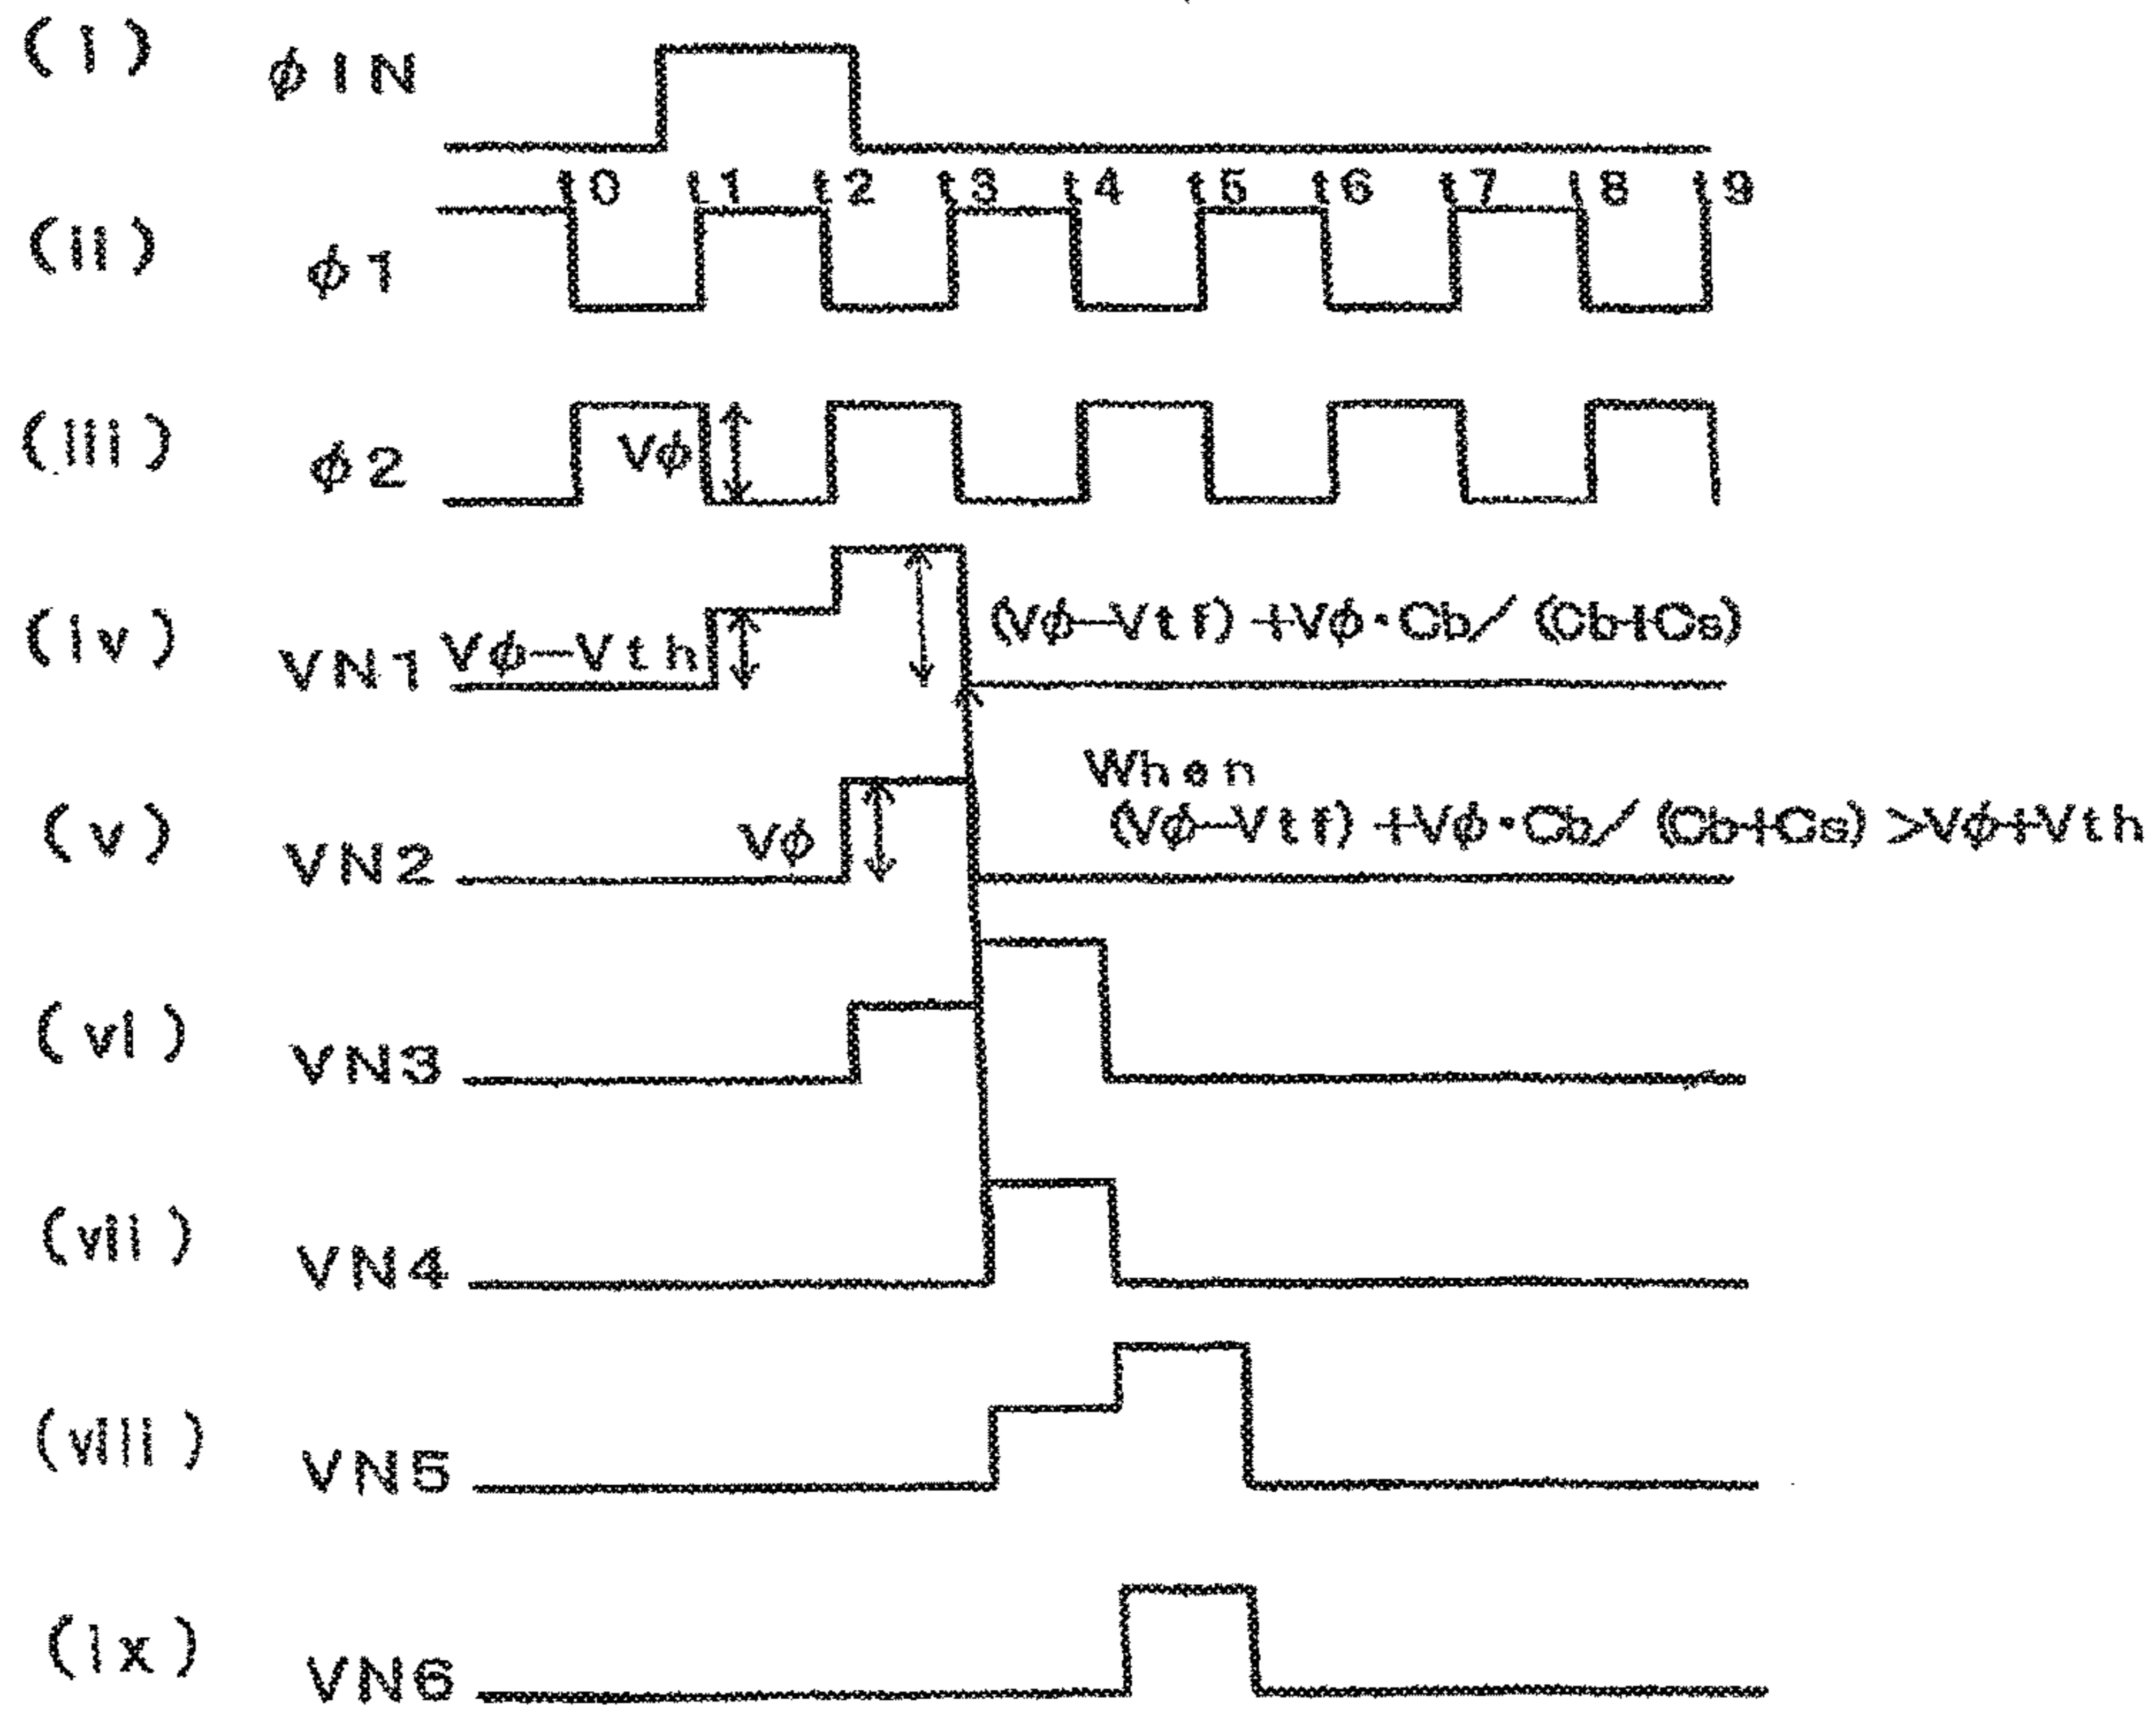 (i) φIN
t0 t1 t2 t3 t4 t5 t6 t7 t8 t9
(ii) φ1
(iii) φ2 Vφ
(iv) VN1 Vφ−Vth (Vφ−Vtf) +Vφ・Cb/ (Cb+Cs)
When
(v) VN2 Vφ (Vφ−Vtf) +Vφ・Cb/ (Cb+Cs) >Vφ+Vth
(vi) VN3
(vii) VN4
(viii) VN5
(ix) VN6